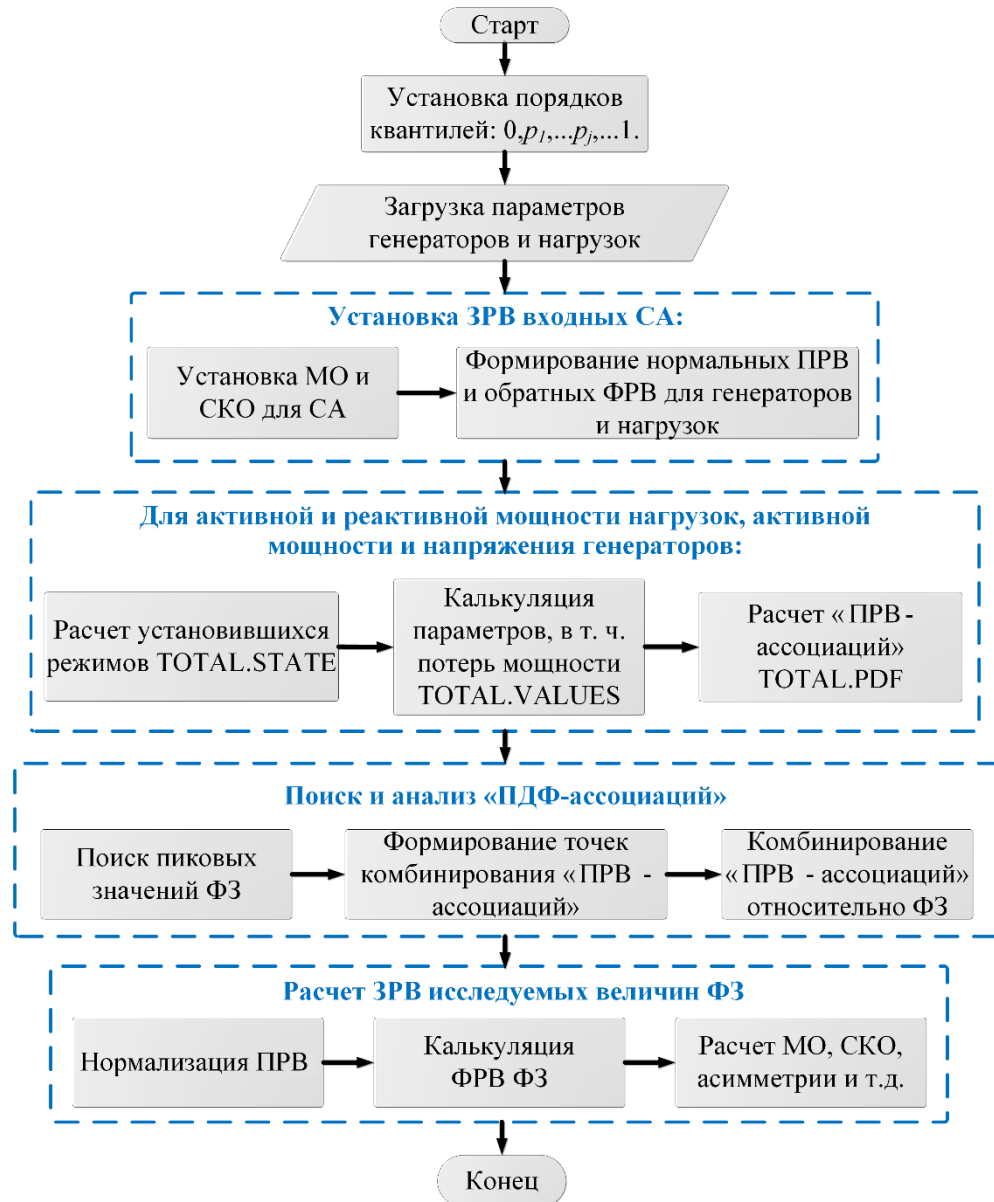 Старт
Установка порядков
квантилей: 0,p₁,...pⱼ,...1.
Загрузка параметров
генераторов и нагрузок
Установка ЗРВ входных СА:
Установка МО и
СКО для СА
Формирование нормальных ПРВ
и обратных ФРВ для генераторов
и нагрузок
Для активной и реактивной мощности нагрузок, активной
мощности и напряжения генераторов:
Расчет установившихся
режимов TOTAL.STATE
Калькуляция
параметров, в т. ч.
потерь мощности
TOTAL.VALUES
Расчет «ПРВ-
ассоциаций»
TOTAL.PDF
Поиск и анализ «ПДФ-ассоциаций»
Поиск пиковых
значений ФЗ
Формирование точек
комбинирования «ПРВ -
ассоциаций»
Комбинирование
«ПРВ - ассоциаций»
относительно ФЗ
Расчет ЗРВ исследуемых величин ФЗ
Нормализация ПРВ
Калькуляция
ФРВ ФЗ
Расчет МО, СКО,
асимметрии и т.д.
Конец